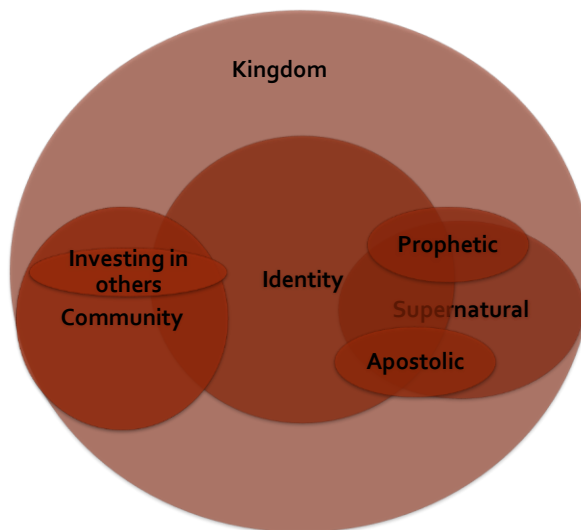 Kingdom
Prophetic
Investing in
others
Identity
Community
Supernatural
Apostolic